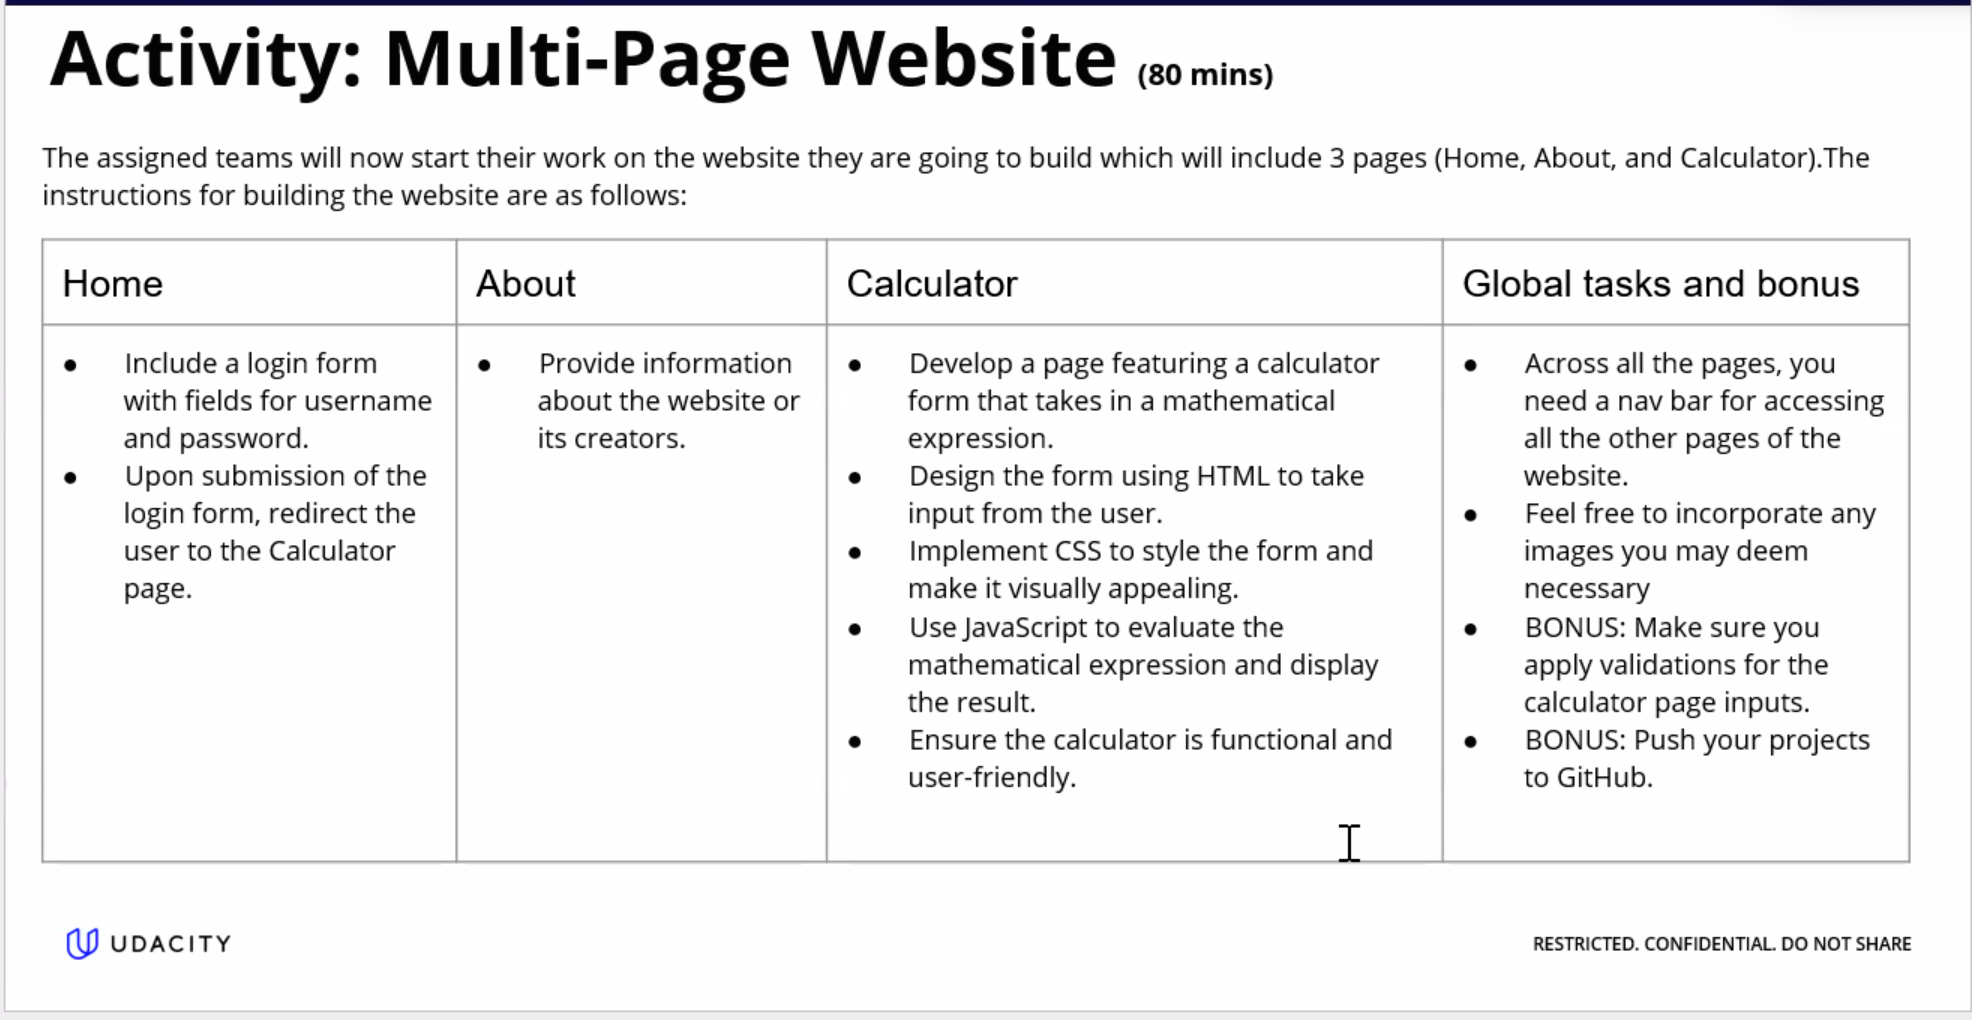 Activity: Multi-Page Website (80 mins)
The assigned teams will now start their work on the website they are going to build which will include 3 pages (Home, About, and Calculator).The
instructions for building the website are as follows:
Home
● Include a login form
with fields for username
and password.
● Upon submission of the
login form, redirect the
user to the Calculator
page.
About
● Provide information
about the website or
its creators.
Calculator
● Develop a page featuring a calculator
form that takes in a mathematical
expression.
● Design the form using HTML to take
input from the user.
● Implement CSS to style the form and
make it visually appealing.
● Use JavaScript to evaluate the
mathematical expression and display
the result.
● Ensure the calculator is functional and
user-friendly.
Global tasks and bonus
● Across all the pages, you
need a nav bar for accessing
all the other pages of the
website.
● Feel free to incorporate any
images you may deem
necessary
● BONUS: Make sure you
apply validations for the
calculator page inputs.
● BONUS: Push your projects
to GitHub.
UDACITY
RESTRICTED. CONFIDENTIAL. DO NOT SHARE